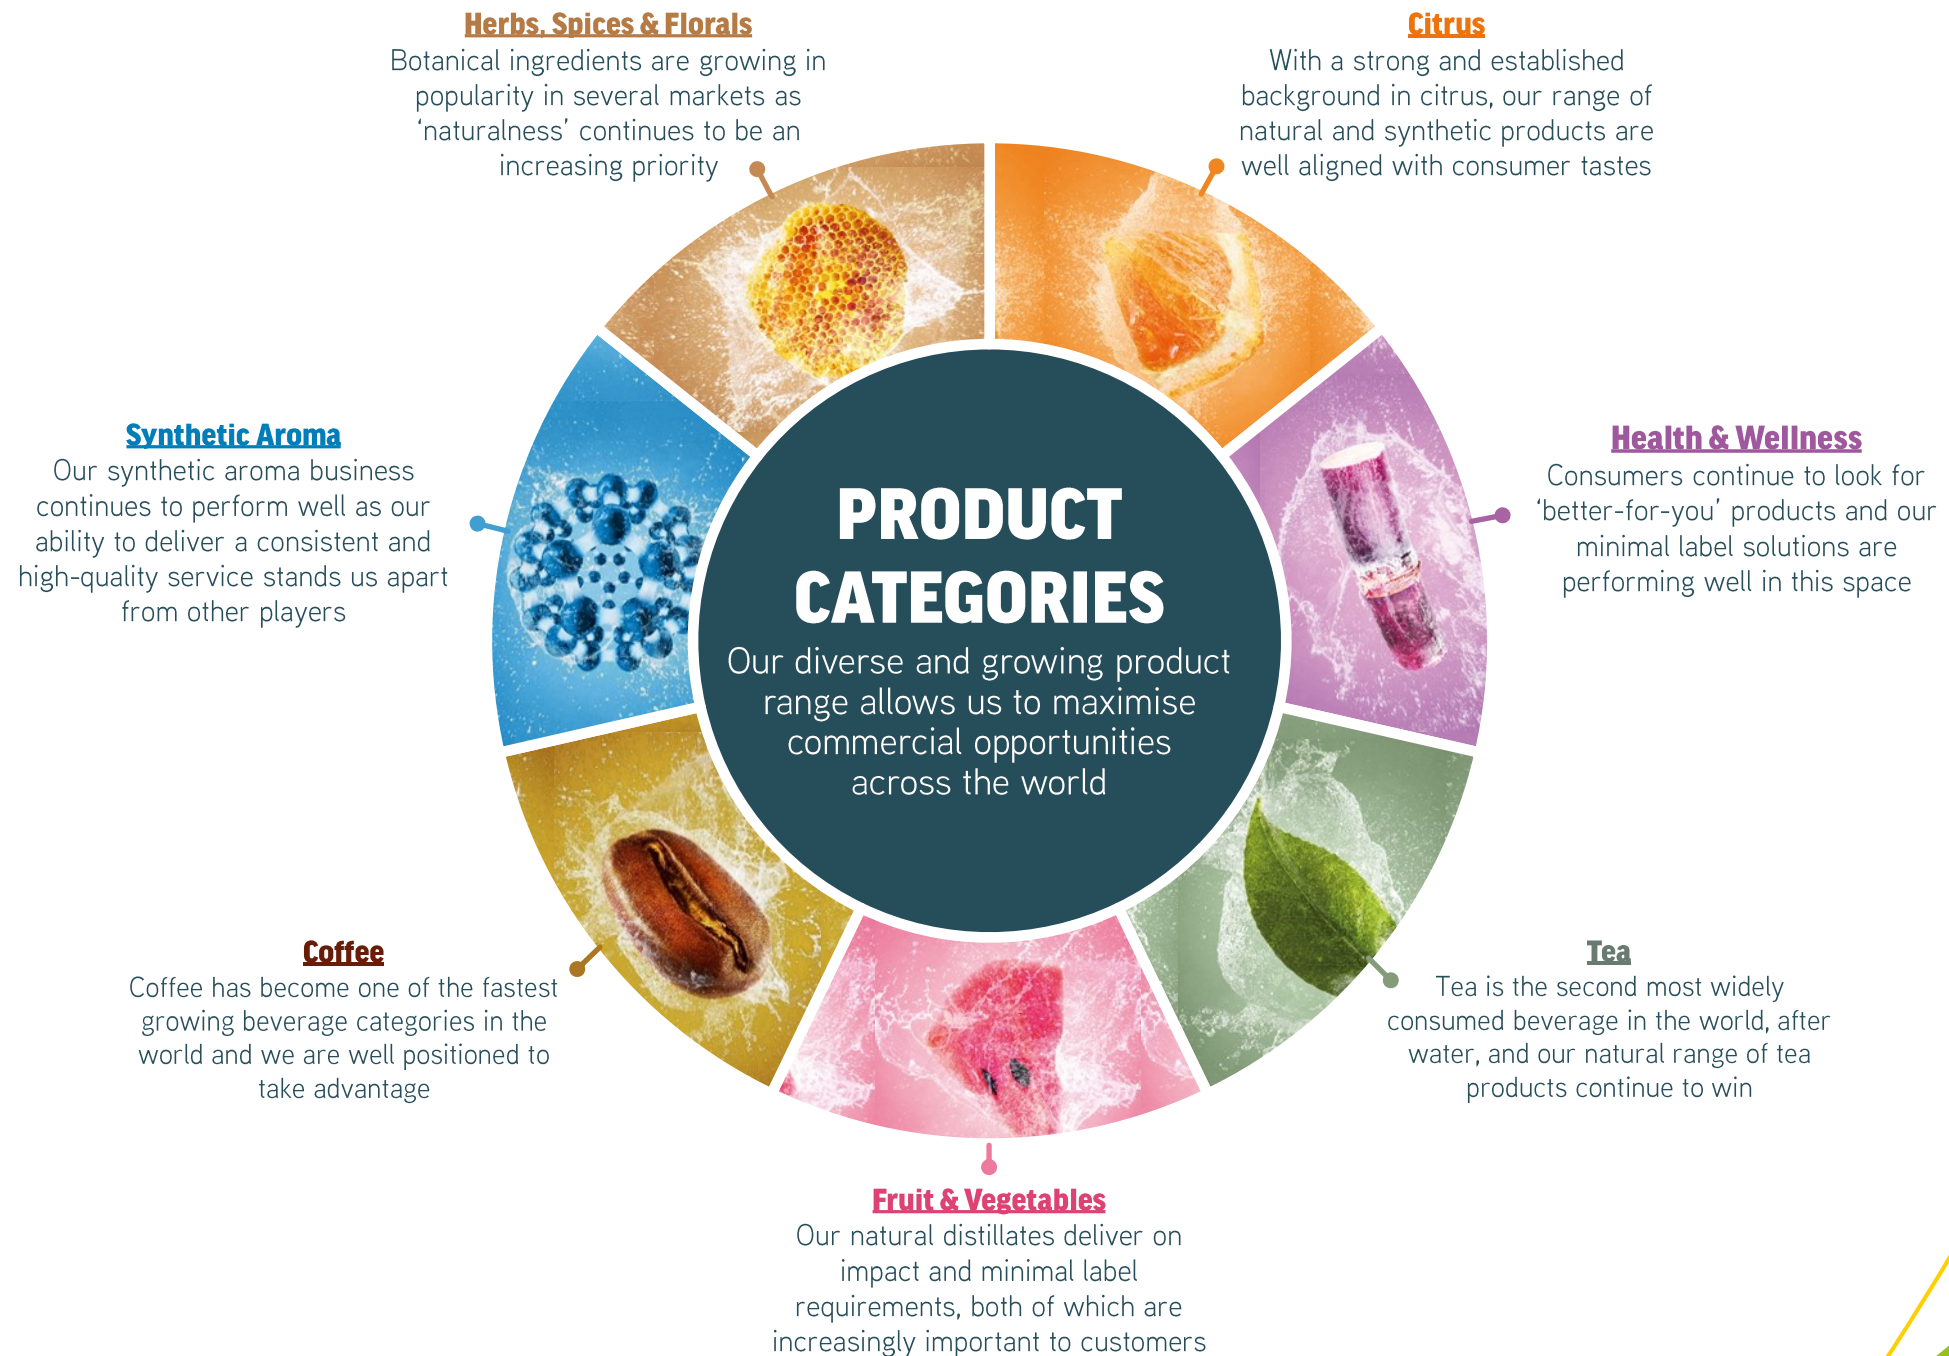 Herbs, Spices & Florals
Botanical ingredients are growing in
popularity in several markets as
‘naturalness’ continues to be an
increasing priority
Citrus
With a strong and established
background in citrus, our range of
natural and synthetic products are
well aligned with consumer tastes
Synthetic Aroma
Our synthetic aroma business
continues to perform well as our
ability to deliver a consistent and
high-quality service stands us apart
from other players
PRODUCT
CATEGORIES
Our diverse and growing product
range allows us to maximise
commercial opportunities
across the world
Health & Wellness
Consumers continue to look for
‘better-for-you’ products and our
minimal label solutions are
performing well in this space
Coffee
Coffee has become one of the fastest
growing beverage categories in the
world and we are well positioned to
take advantage
Tea
Tea is the second most widely
consumed beverage in the world, after
water, and our natural range of tea
products continue to win
Fruit & Vegetables
Our natural distillates deliver on
impact and minimal label
requirements, both of which are
increasingly important to customers